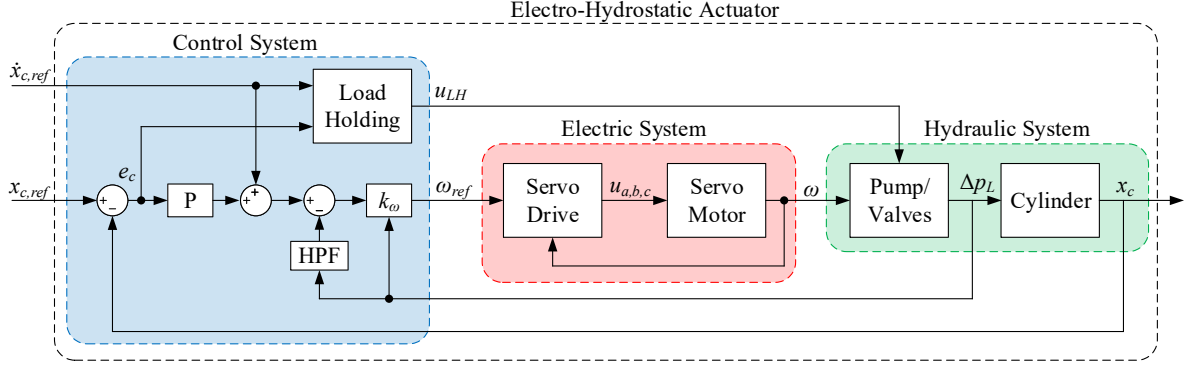 Electro-Hydrostatic Actuator
Control System
ẋc,ref
Load
Holding
uLH
Electric System
Hydraulic System
xc,ref
+
−
ec
P
+
+
+
−
kω
ωref
Servo
Drive
ua,b,c
Servo
Motor
ω
Pump/
Valves
ΔpL
Cylinder
xc
HPF